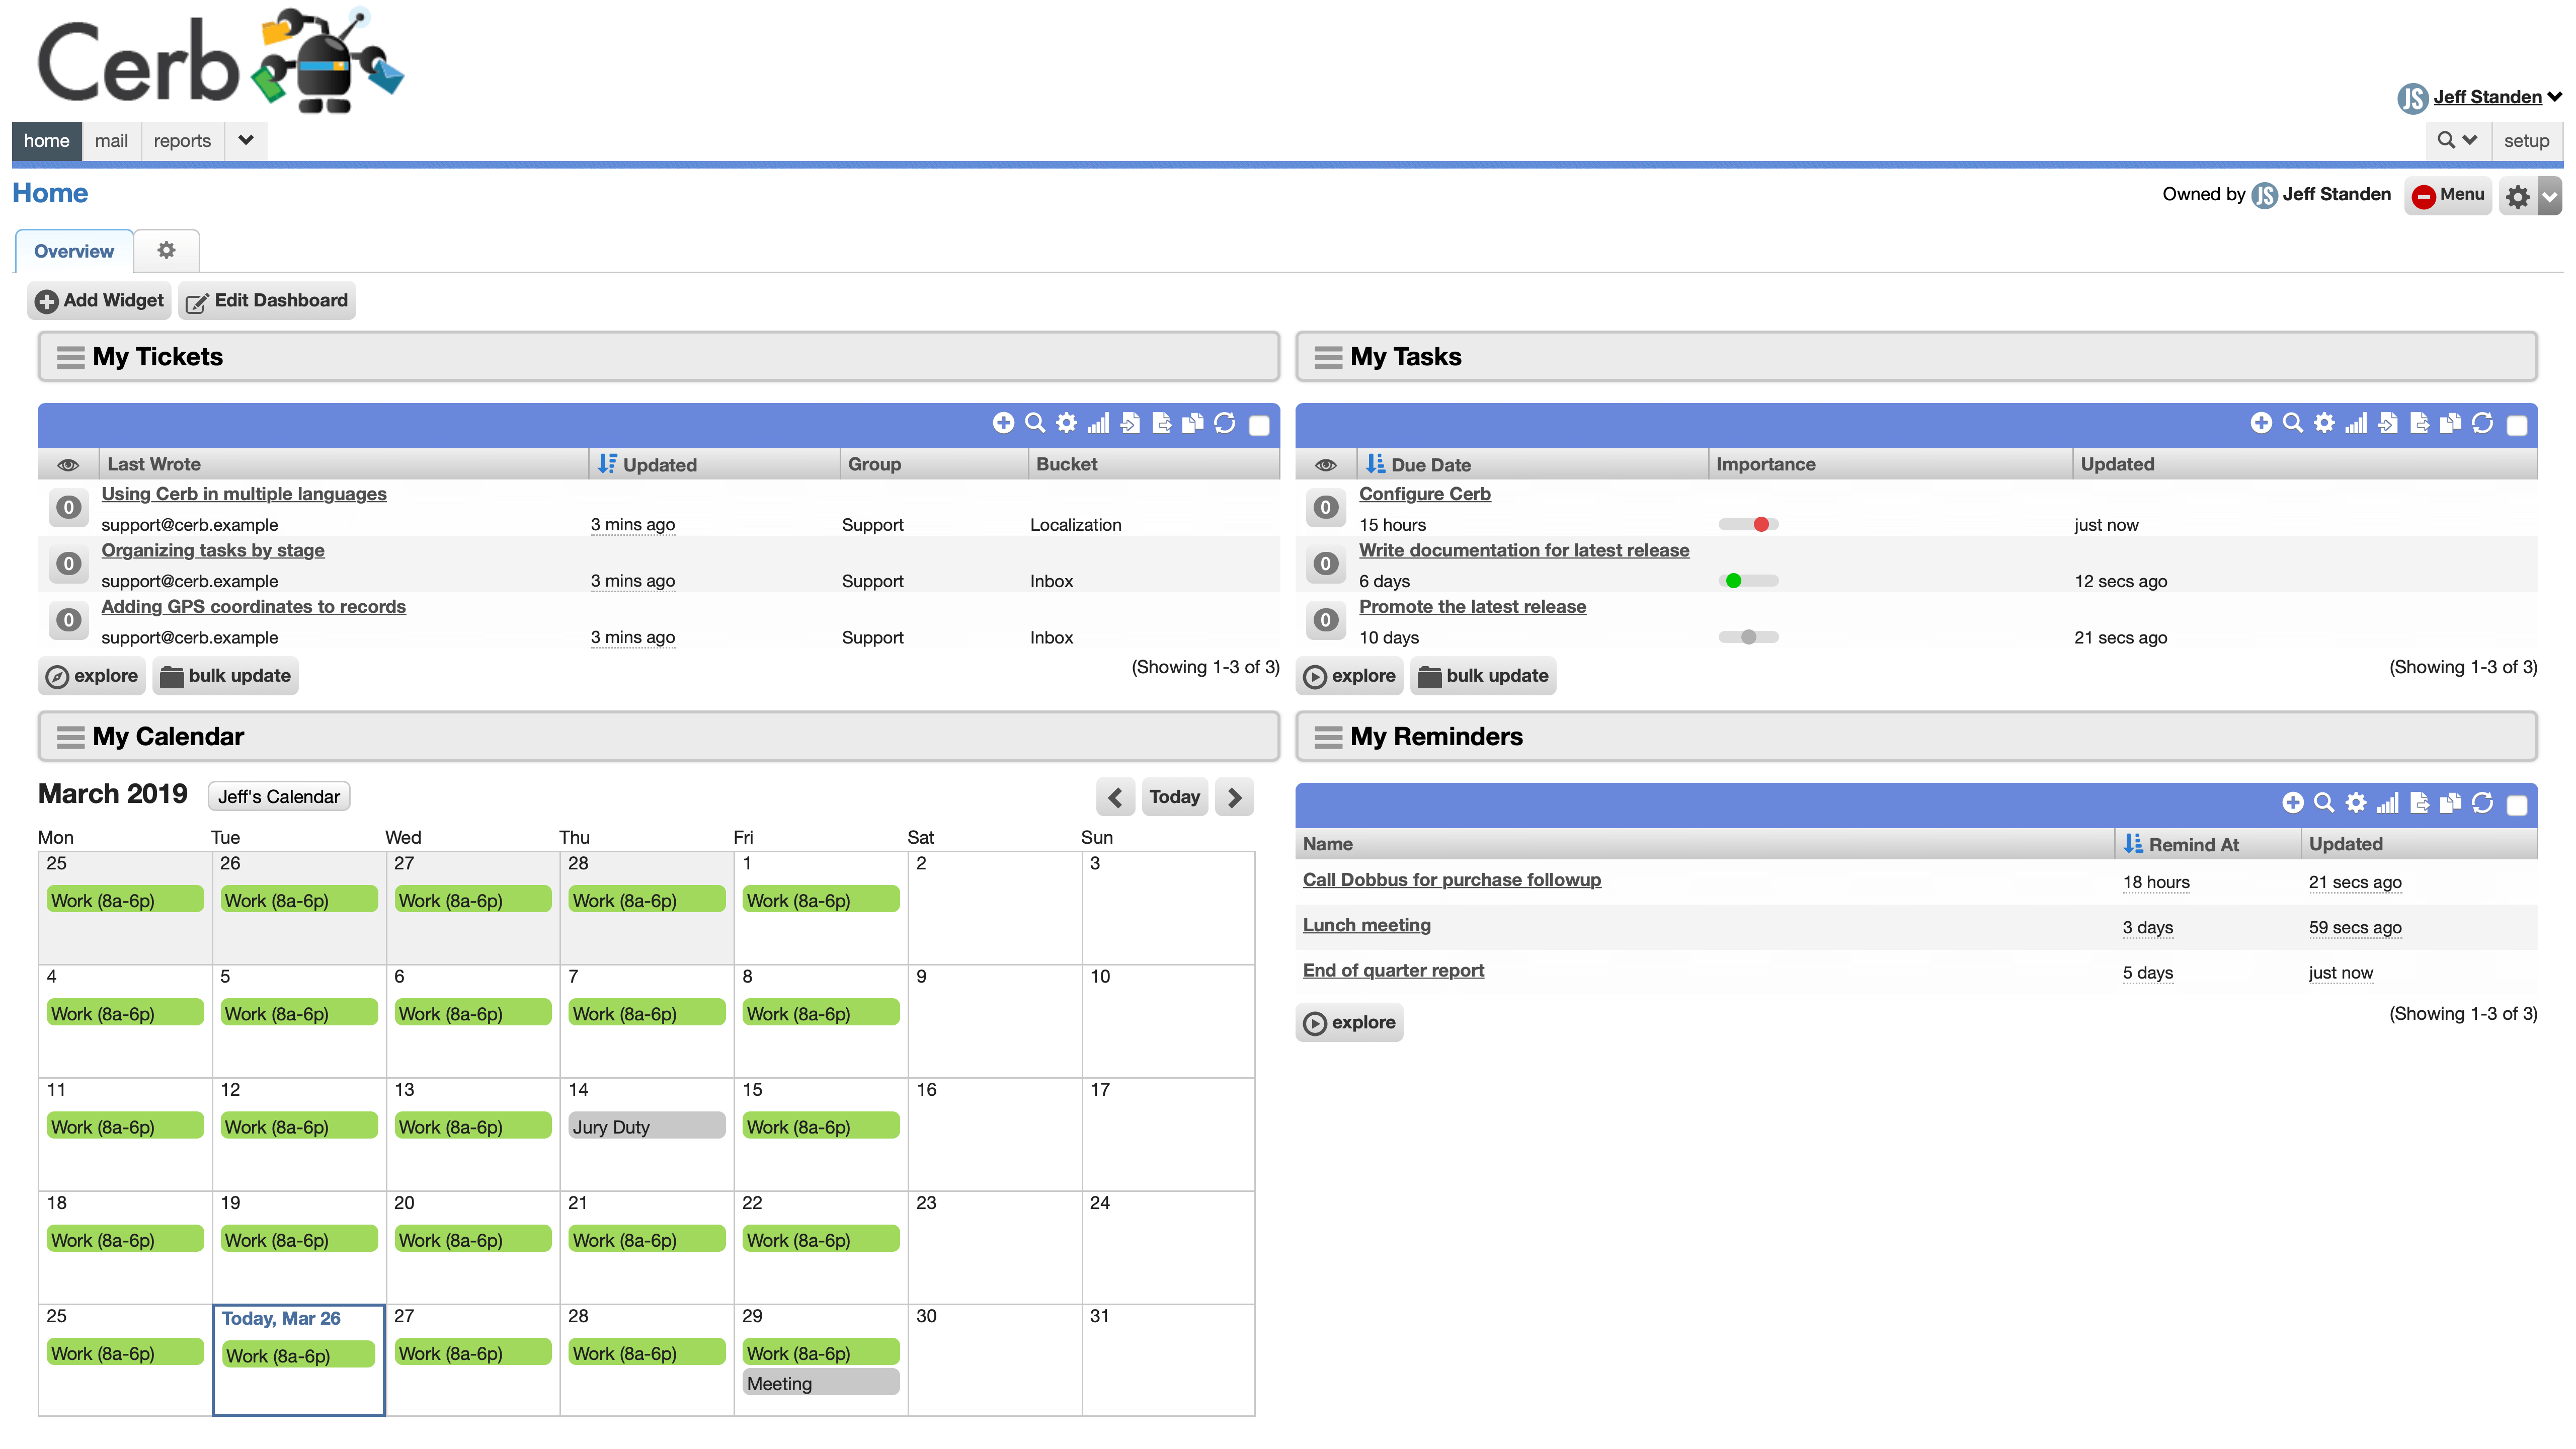 Cerb
JS Jeff Standen
home mail reports
setup
Home
Owned by JS Jeff Standen Menu
Overview
Add Widget Edit Dashboard
My Tickets
Last Wrote Updated Group Bucket
0 Using Cerb in multiple languages
support@cerb.example 3 mins ago Support Localization
0 Organizing tasks by stage
support@cerb.example 3 mins ago Support Inbox
0 Adding GPS coordinates to records
support@cerb.example 3 mins ago Support Inbox
explore bulk update (Showing 1-3 of 3)
My Tasks
Due Date Importance Updated
0 Configure Cerb
15 hours just now
0 Write documentation for latest release
6 days 12 secs ago
0 Promote the latest release
10 days 21 secs ago
explore bulk update (Showing 1-3 of 3)
My Calendar
March 2019 Jeff's Calendar Today
Mon Tue Wed Thu Fri Sat Sun
25 26 27 28 1 2 3
Work (8a-6p) Work (8a-6p) Work (8a-6p) Work (8a-6p) Work (8a-6p)
4 5 6 7 8 9 10
Work (8a-6p) Work (8a-6p) Work (8a-6p) Work (8a-6p) Work (8a-6p)
11 12 13 14 15 16 17
Work (8a-6p) Work (8a-6p) Work (8a-6p) Jury Duty Work (8a-6p)
18 19 20 21 22 23 24
Work (8a-6p) Work (8a-6p) Work (8a-6p) Work (8a-6p) Work (8a-6p)
25 Today, Mar 26 27 28 29 30 31
Work (8a-6p) Work (8a-6p) Work (8a-6p) Work (8a-6p) Work (8a-6p)
Meeting
My Reminders
Name Remind At Updated
Call Dobbus for purchase followup 18 hours 21 secs ago
Lunch meeting 3 days 59 secs ago
End of quarter report 5 days just now
explore (Showing 1-3 of 3)